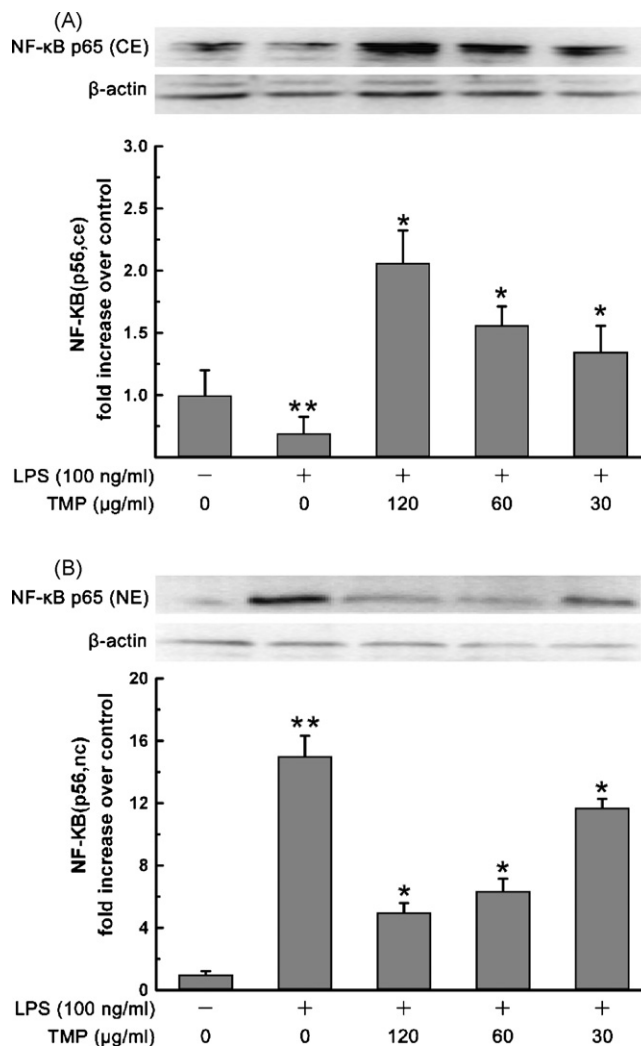 (A)
NF-κB p65 (CE)
β-actin
NF-KB(p56,ce)
fold increase over control
3.0
2.5
2.0
1.5
1.0
*
*
*
**
LPS (100 ng/ml) − + + + +
TMP (μg/ml) 0 0 120 60 30
(B)
NF-κB p65 (NE)
β-actin
NF-KB(p56,nc)
fold increase over control
20
16
12
8
4
0
**
*
*
*
LPS (100 ng/ml) − + + + +
TMP (μg/ml) 0 0 120 60 30